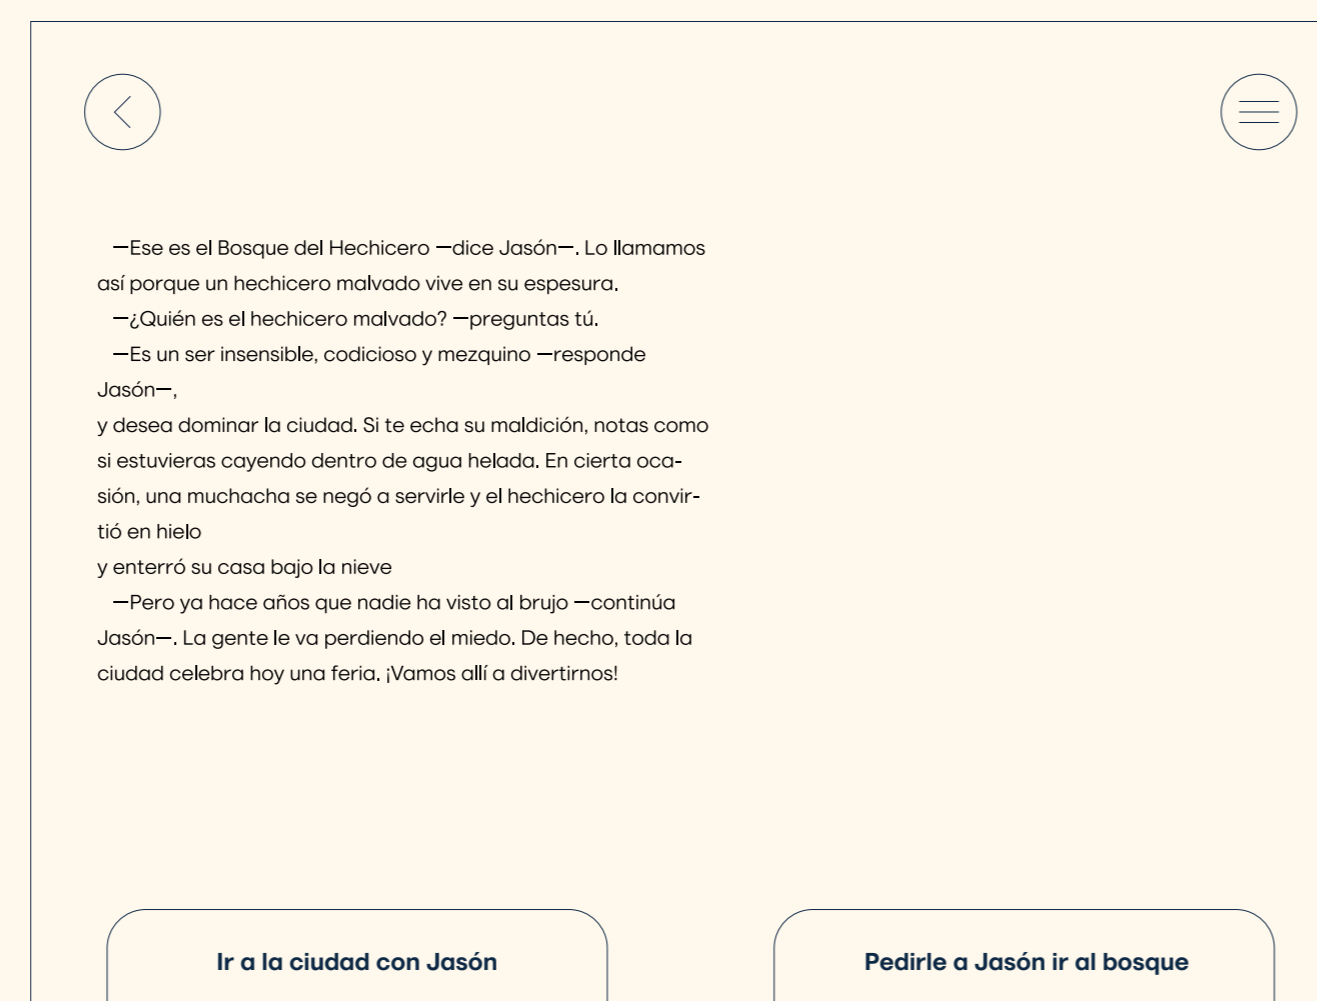 —Ese es el Bosque del Hechicero —dice Jasón—. Lo llamamos
así porque un hechicero malvado vive en su espesura.
—¿Quién es el hechicero malvado? —preguntas tú.
—Es un ser insensible, codicioso y mezquino —responde
Jasón—,
y desea dominar la ciudad. Si te echa su maldición, notas como
si estuvieras cayendo dentro de agua helada. En cierta oca-
sión, una muchacha se negó a servirle y el hechicero la convir-
tió en hielo
y enterró su casa bajo la nieve
—Pero ya hace años que nadie ha visto al brujo —continúa
Jasón—. La gente le va perdiendo el miedo. De hecho, toda la
ciudad celebra hoy una feria. ¡Vamos allí a divertirnos!
Ir a la ciudad con Jasón
Pedirle a Jasón ir al bosque